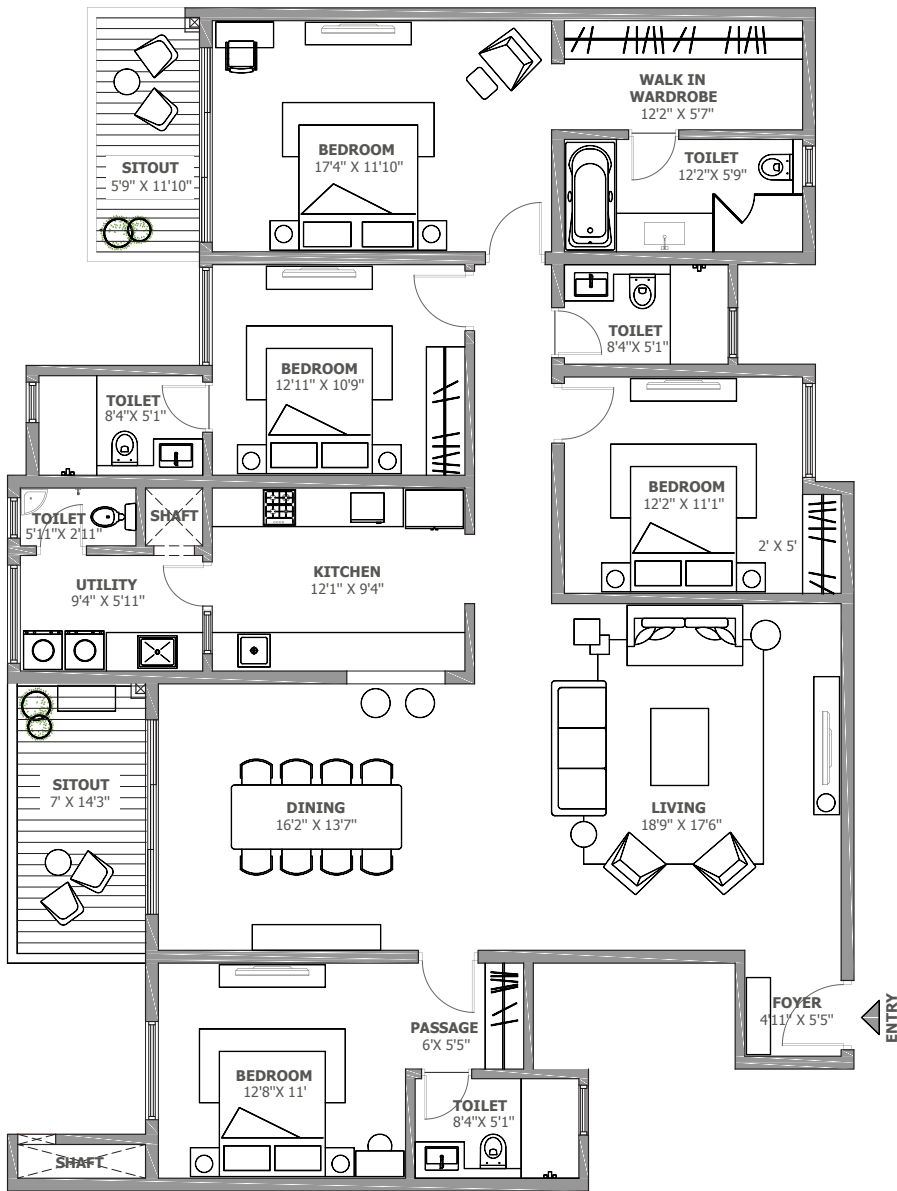 WALK IN
WARDROBE
12'2" X 5'7"
BEDROOM
17'4" X 11'10"
TOILET
12'2"X 5'9"
SITOUT
5'9" X 11'10"
TOILET
8'4"X 5'1"
BEDROOM
12'11" X 10'9"
TOILET
8'4"X 5'1"
BEDROOM
12'2" X 11'1"
2' X 5'
TOILET
5'11"X 2'11"
SHAFT
KITCHEN
12'1" X 9'4"
UTILITY
9'4" X 5'11"
SITOUT
7' X 14'3"
DINING
16'2" X 13'7"
LIVING
18'9" X 17'6"
FOYER
4'11" X 5'5"
ENTRY
PASSAGE
6'X 5'5"
BEDROOM
12'8"X 11'
TOILET
8'4"X 5'1"
SHAFT